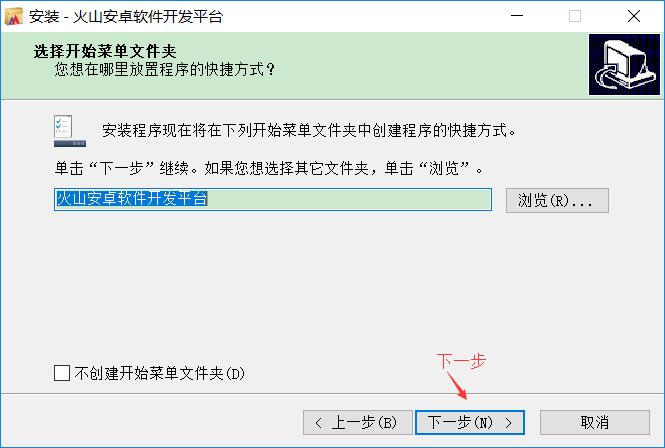 安装 - 火山安卓软件开发平台
选择开始菜单文件夹
您想在哪里放置程序的快捷方式？
安装程序现在将在下列开始菜单文件夹中创建程序的快捷方式。
单击“下一步”继续。如果您想选择其它文件夹，单击“浏览”。
火山安卓软件开发平台
浏览(R)...
下一步
不创建开始菜单文件夹(D)
< 上一步(B)
下一步(N) >
取消